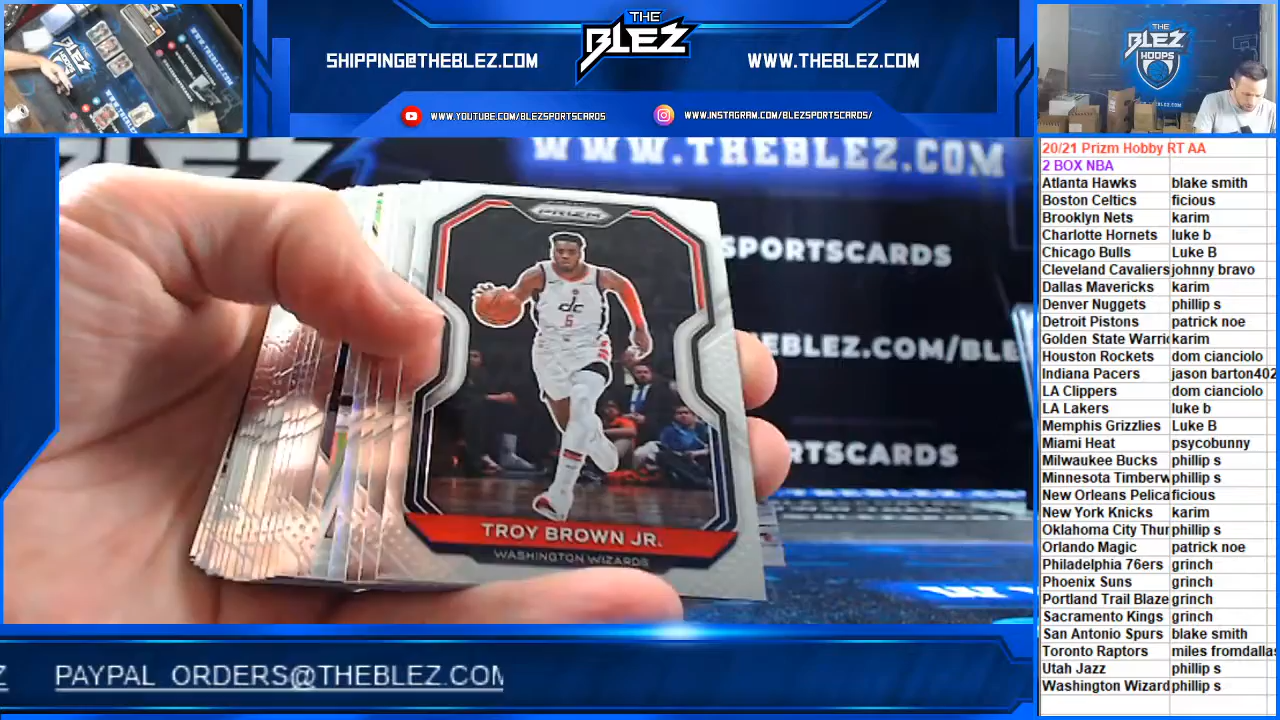 THE
BLEZ
SHIPPING@THEBLEZ.COM
WWW.THEBLEZ.COM
WWW.YOUTUBE.COM/BLEZSPORTSCARDS
WWW.INSTAGRAM.COM/BLEZSPORTSCARDS/
THE
BLEZ
HOOPS
WWW.THEBLEZ.COM
SPORTSCARDS
HEBLEZ.COM/BLE
RTSCARDS
PRIZM
dc
6
TROY BROWN JR.
WASHINGTON WIZARDS
20/21 Prizm Hobby RT AA
2 BOX NBA
Atlanta Hawks blake smith
Boston Celtics ficious
Brooklyn Nets karim
Charlotte Hornets luke b
Chicago Bulls Luke B
Cleveland Cavaliers johnny bravo
Dallas Mavericks karim
Denver Nuggets phillip s
Detroit Pistons patrick noe
Golden State Warri karim
Houston Rockets dom cianciolo
Indiana Pacers jason barton402
LA Clippers dom cianciolo
LA Lakers luke b
Memphis Grizzlies Luke B
Miami Heat psycobunny
Milwaukee Bucks phillip s
Minnesota Timberw phillip s
New Orleans Pelica ficious
New York Knicks karim
Oklahoma City Thur phillip s
Orlando Magic patrick noe
Philadelphia 76ers grinch
Phoenix Suns grinch
Portland Trail Blaze grinch
Sacramento Kings grinch
San Antonio Spurs blake smith
Toronto Raptors miles fromdallas
Utah Jazz phillip s
Washington Wizard phillip s
Z PAYPAL ORDERS@THEBLEZ.COM